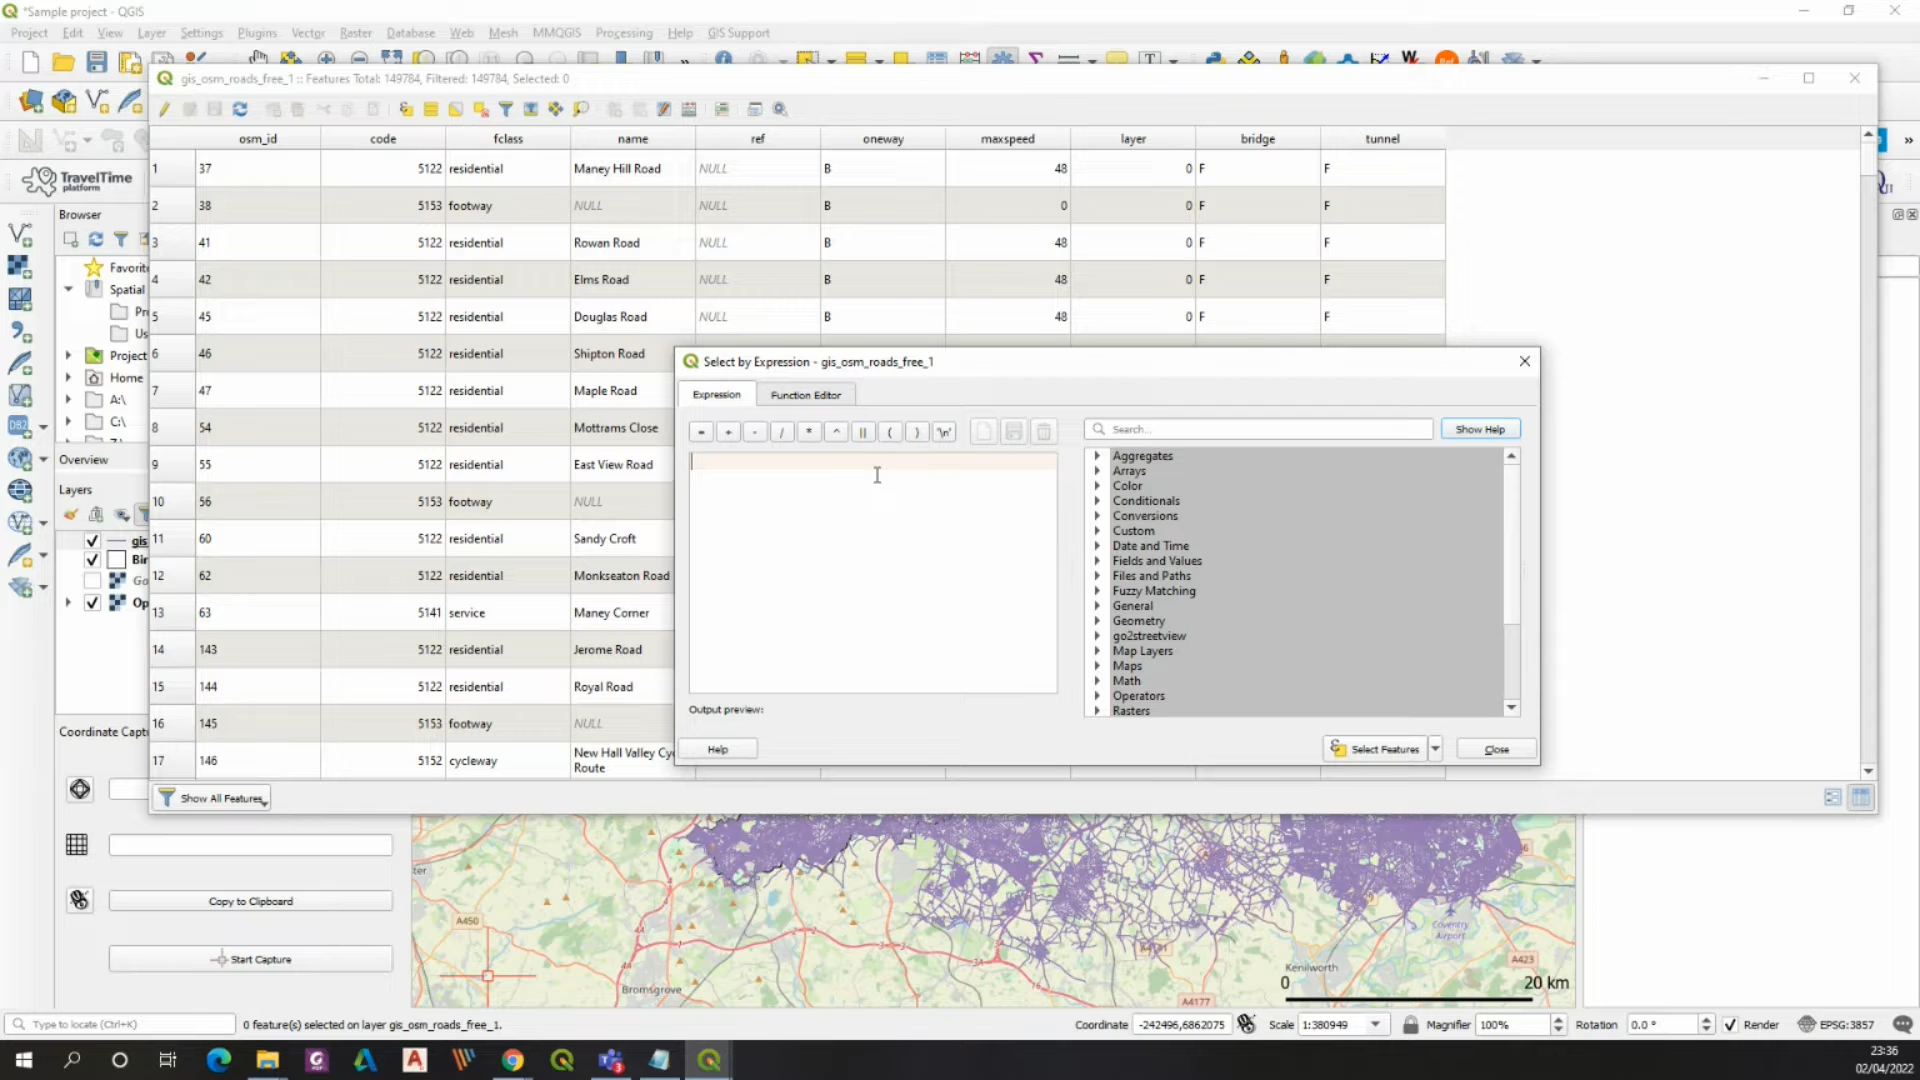 *Sample project - QGIS
Project Edit View Layer Settings Plugins Vector Raster Database Web Mesh MMQGIS Processing Help GIS Support
gis_osm_roads_free_1 :: Features Total: 149784, Filtered: 149784, Selected: 0
osm_id code fclass name ref oneway maxspeed layer bridge tunnel
1 37 5122 residential Maney Hill Road NULL B 48 0 F F
2 38 5153 footway NULL NULL B 0 0 F F
3 41 5122 residential Rowan Road NULL B 48 0 F F
4 42 5122 residential Elms Road NULL B 48 0 F F
5 45 5122 residential Douglas Road NULL B 48 0 F F
6 46 5122 residential Shipton Road
7 47 5122 residential Maple Road
8 54 5122 residential Mottrams Close
9 55 5122 residential East View Road
10 56 5153 footway NULL
11 60 5122 residential Sandy Croft
12 62 5122 residential Monkseaton Road
13 63 5141 service Maney Corner
14 143 5122 residential Jerome Road
15 144 5122 residential Royal Road
16 145 5153 footway NULL
17 146 5152 cycleway New Hall Valley Cyc
Route
Show All Features
TravelTime
platform
Browser
Favorit
Spatial
Pr
Us
Project
Home
A:\
C:\
Overview
Layers
gis
Bir
Go
Op
Coordinate Captu
Copy to Clipboard
Start Capture
Select by Expression - gis_osm_roads_free_1
Expression Function Editor
= + - / * ^ || ( ) '\n'
Search...
Show Help
Aggregates
Arrays
Color
Conditionals
Conversions
Custom
Date and Time
Fields and Values
Files and Paths
Fuzzy Matching
General
Geometry
go2streetview
Map Layers
Maps
Math
Operators
Rasters
Output preview:
Help
Select Features
Close
ter
A450
Bromsgrove
4A
3A
A4177
Coventry
Airport
Kenilworth
A423
0 20 km
Type to locate (Ctrl+K)
0 feature(s) selected on layer gis_osm_roads_free_1.
Coordinate -242496,6862075
Scale 1:380949
Magnifier 100%
Rotation 0.0 °
Render
EPSG:3857
23:36
02/04/2022